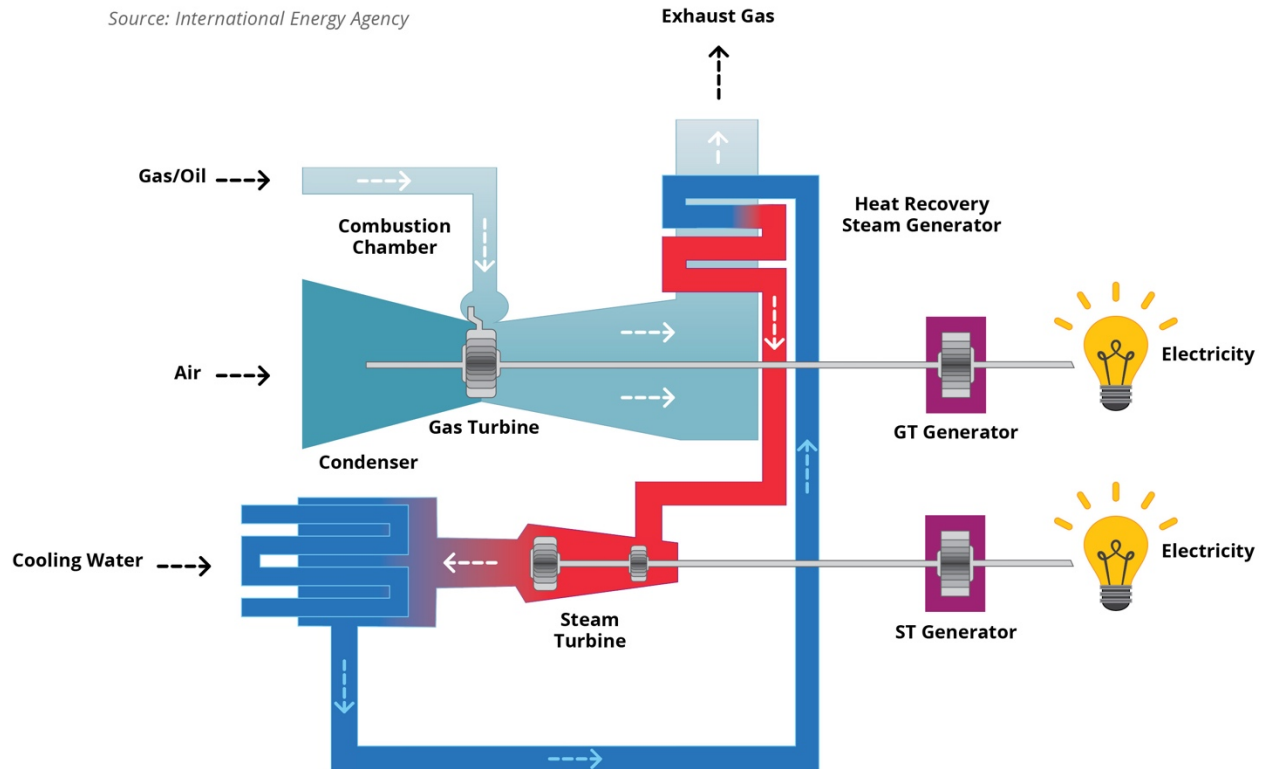 Source: International Energy Agency
Exhaust Gas
Gas/Oil
Combustion
Chamber
Heat Recovery
Steam Generator
Air
Electricity
Gas Turbine
GT Generator
Condenser
Cooling Water
Electricity
Steam
Turbine
ST Generator